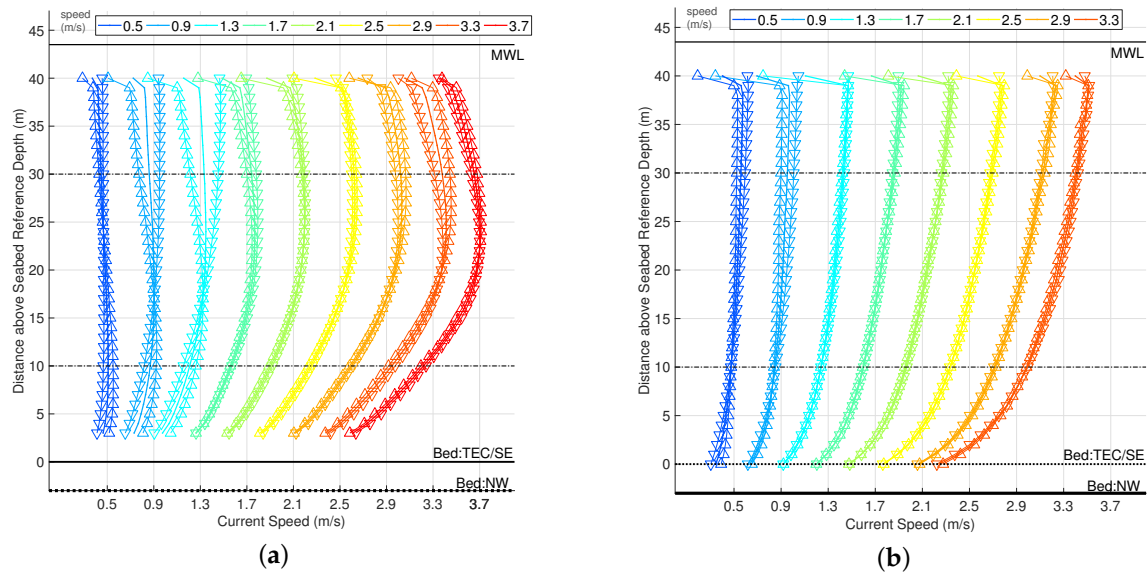 speed
(m/s)
0.5 0.9 1.3 1.7 2.1 2.5 2.9 3.3 3.7
MWL
40
35
30
25
20
15
10
5
0
Distance above Seabed Reference Depth (m)
Bed:TEC/SE
Bed:NW
0.5 0.9 1.3 1.7 2.1 2.5 2.9 3.3 3.7
Current Speed (m/s)
(a)
speed
(m/s)
0.5 0.9 1.3 1.7 2.1 2.5 2.9 3.3
MWL
40
35
30
25
20
15
10
5
0
Distance above Seabed Reference Depth (m)
Bed:TEC/SE
Bed:NW
0.5 0.9 1.3 1.7 2.1 2.5 2.9 3.3 3.7
Current Speed (m/s)
(b)